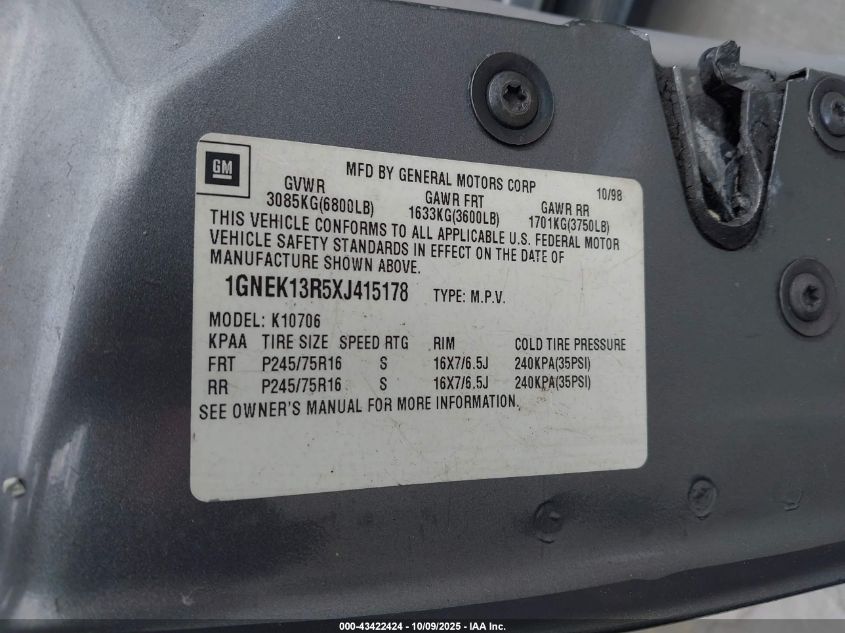 GM
MFD BY GENERAL MOTORS CORP 10/98
GVWR GAWR FRT GAWR RR
3085KG(6800LB) 1633KG(3600LB) 1701KG(3750LB)
THIS VEHICLE CONFORMS TO ALL APPLICABLE U.S. FEDERAL MOTOR
VEHICLE SAFETY STANDARDS IN EFFECT ON THE DATE OF
MANUFACTURE SHOWN ABOVE.
1GNEK13R5XJ415178 TYPE: M.P.V.
MODEL: K10706
KPAA TIRE SIZE SPEED RTG RIM COLD TIRE PRESSURE
FRT P245/75R16 S 16X7/6.5J 240KPA(35PSI)
RR P245/75R16 S 16X7/6.5J 240KPA(35PSI)
SEE OWNER'S MANUAL FOR MORE INFORMATION.
000-43422424 - 10/09/2025 - IAA Inc.